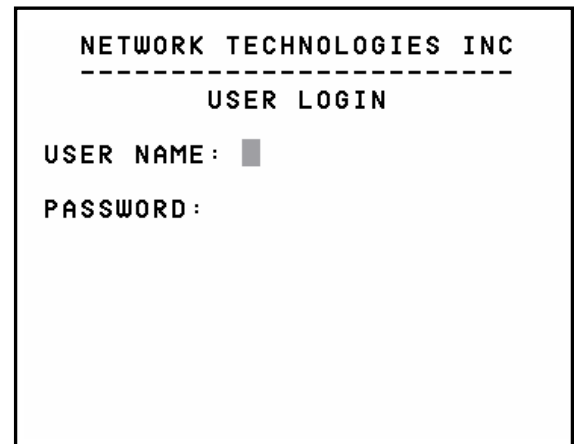 NETWORK TECHNOLOGIES INC
------------------------
USER LOGIN
USER NAME:
PASSWORD: